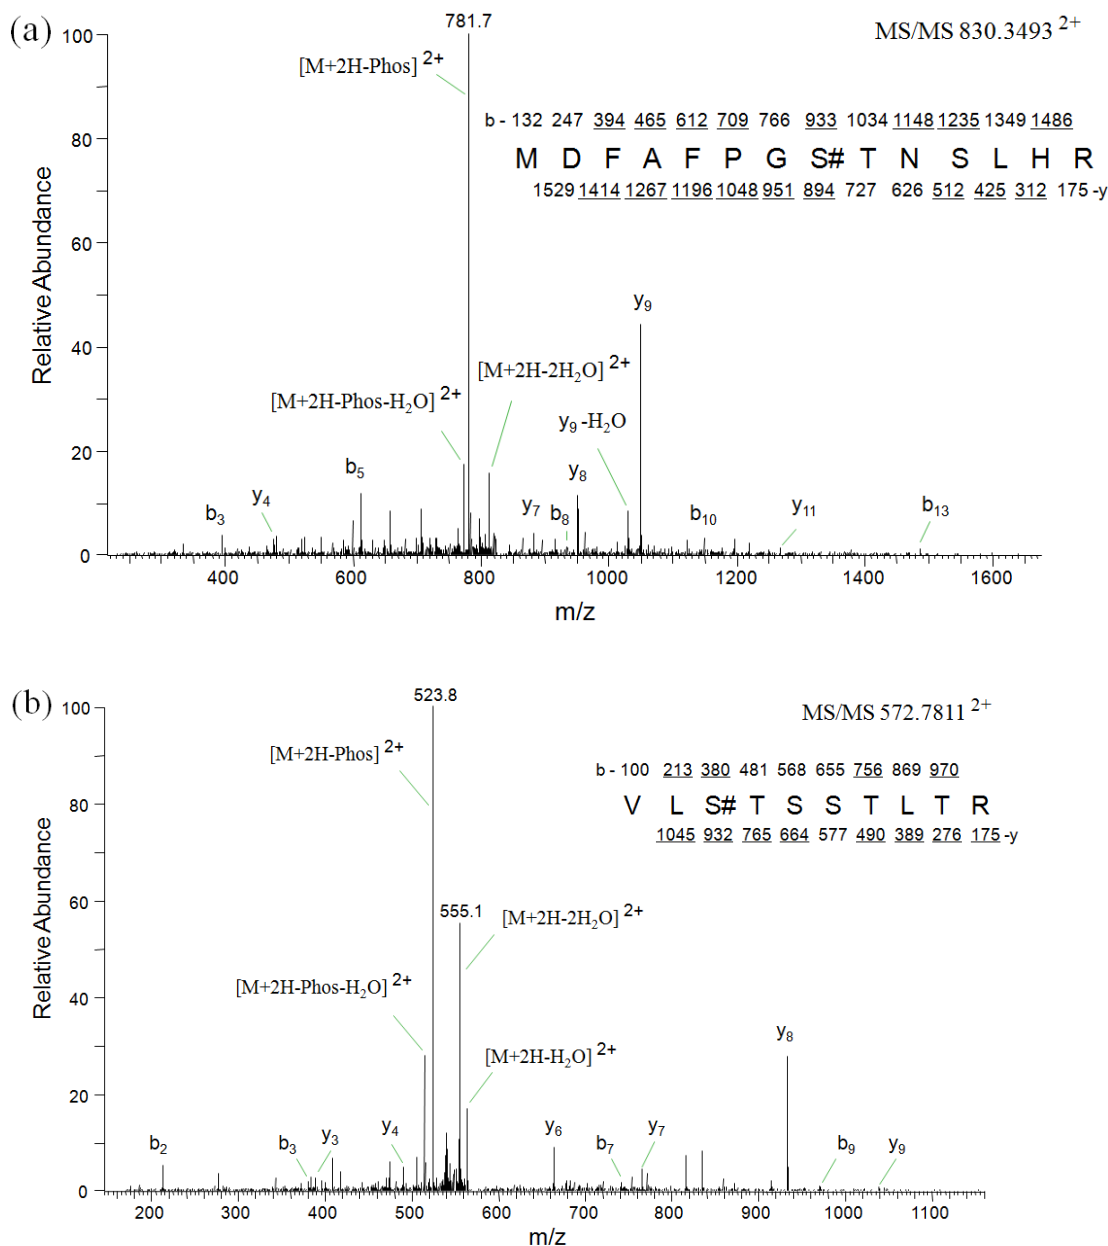 (a)
781.7
MS/MS 830.3493 2+
[M+2H-Phos] 2+
b - 132 247 394 465 612 709 766 933 1034 1148 1235 1349 1486
M D F A F P G S# T N S L H R
1529 1414 1267 1196 1048 951 894 727 626 512 425 312 175 -y
y9
[M+2H-2H2O] 2+
[M+2H-Phos-H2O] 2+
y9 -H2O
b3
y4
b5
y7
b8
y8
b10
y11
b13
100
80
60
40
20
0
Relative Abundance
400 600 800 1000 1200 1400 1600
m/z
(b)
523.8
MS/MS 572.7811 2+
[M+2H-Phos] 2+
b - 100 213 380 481 568 655 756 869 970
V L S# T S S T L T R
1045 932 765 664 577 490 389 276 175 -y
555.1
[M+2H-2H2O] 2+
[M+2H-Phos-H2O] 2+
[M+2H-H2O] 2+
y8
b2
b3
y3
y4
y6
b7
y7
b9
y9
100
80
60
40
20
0
Relative Abundance
200 300 400 500 600 700 800 900 1000 1100
m/z